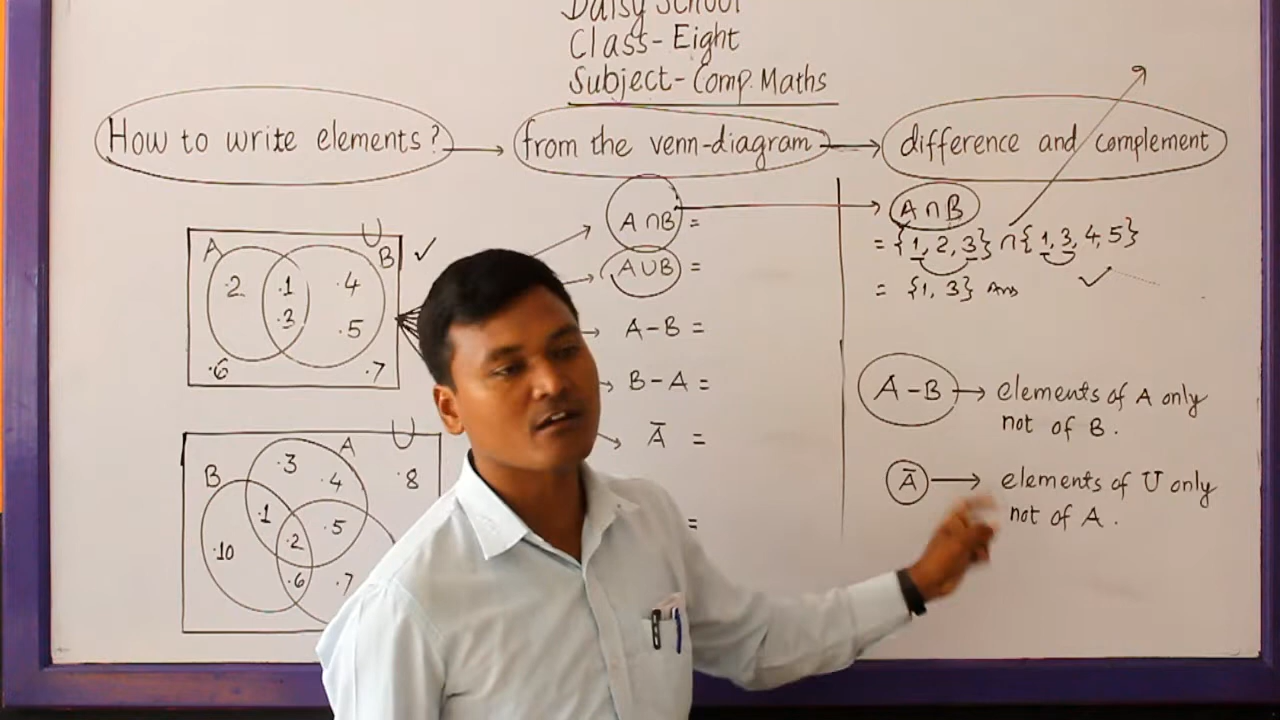 Daisy School
Class-Eight
Subject-Comp. Maths
How to write elements?
from the venn-diagram
difference and complement
U
A
B
.2
.1
.3
.4
.5
.6
.7
✓
A∩B =
A∪B =
A-B =
B-A =
Ā =
=
A∩B
= {1, 2, 3} ∩ {1, 3, 4, 5}
= {1, 3} Ans ✓
A-B → elements of A only
not of B.
Ā → elements of U only
not of A.
U
A
B
.3
.4
.8
.1
.5
.2
.10
.6
.7